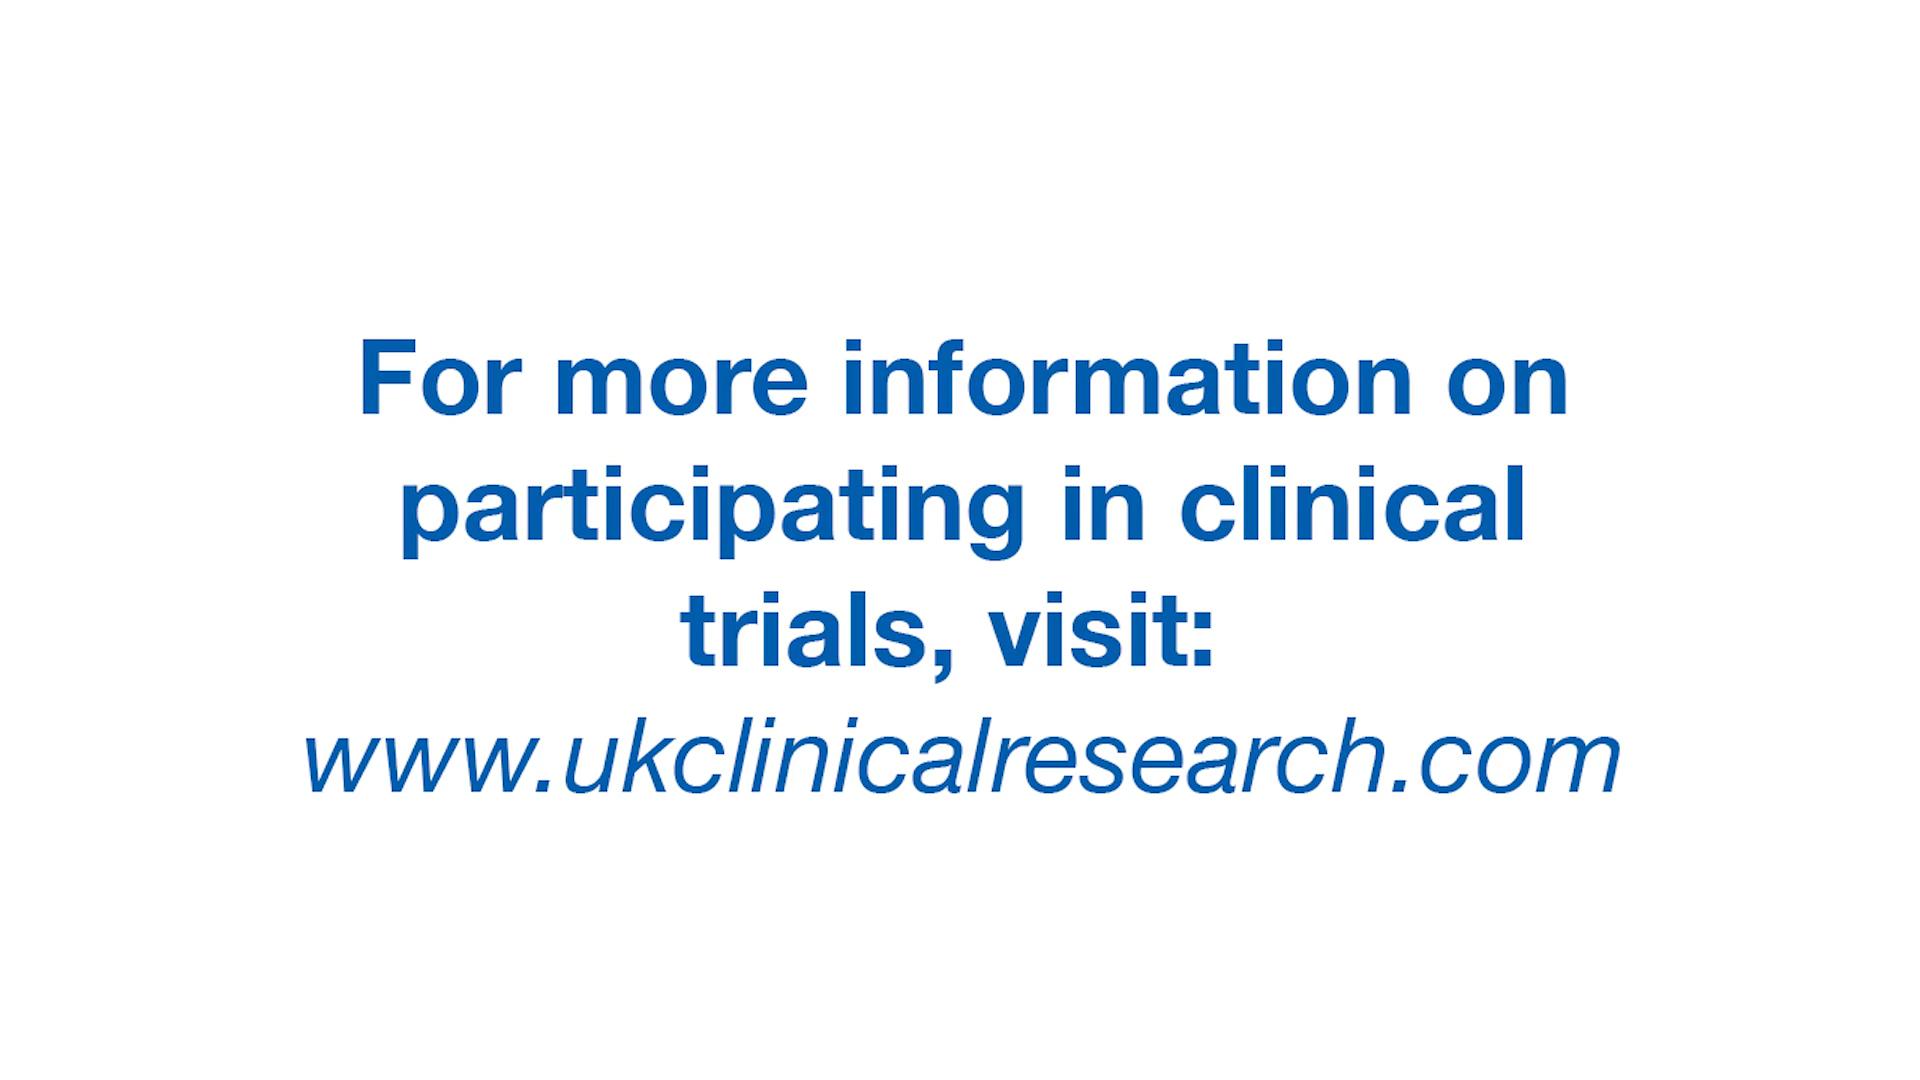 For more information on
participating in clinical
trials, visit:
www.ukclinicalresearch.com